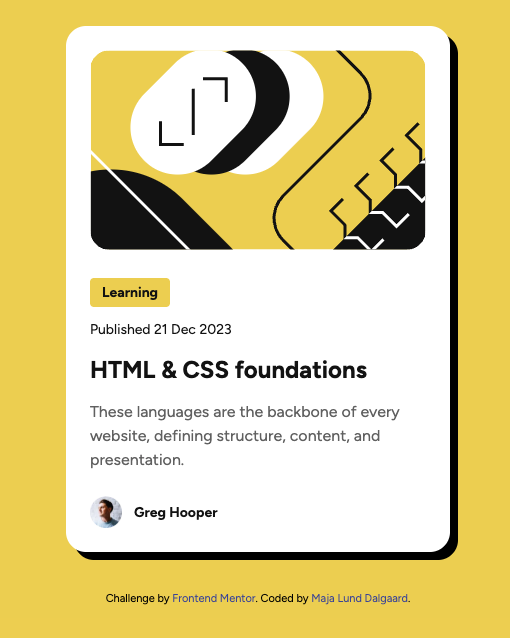 Learning
Published 21 Dec 2023
HTML & CSS foundations
These languages are the backbone of every
website, defining structure, content, and
presentation.
Greg Hooper
Challenge by Frontend Mentor. Coded by Maja Lund Dalgaard.